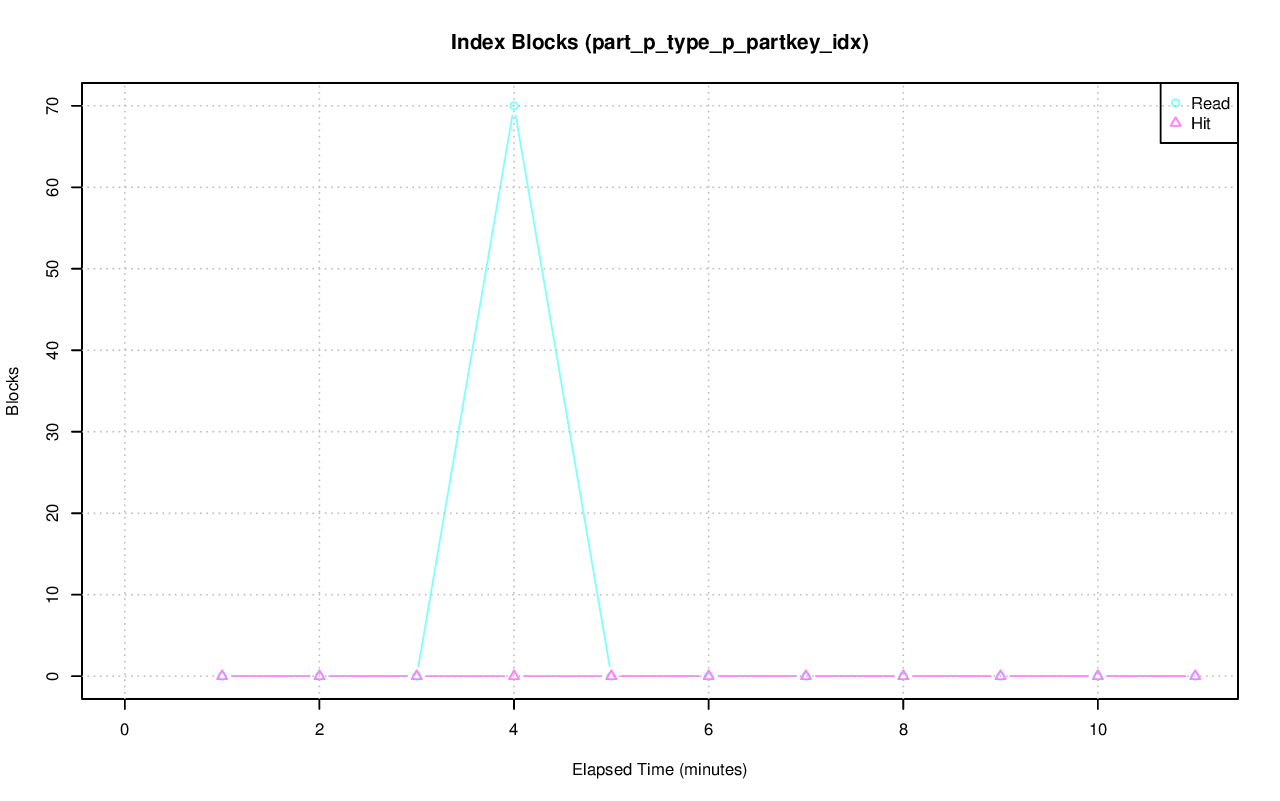 Index Blocks (part_p_type_p_partkey_idx)
Read
Hit
Blocks
70
60
50
40
30
20
10
0
0 2 4 6 8 10
Elapsed Time (minutes)